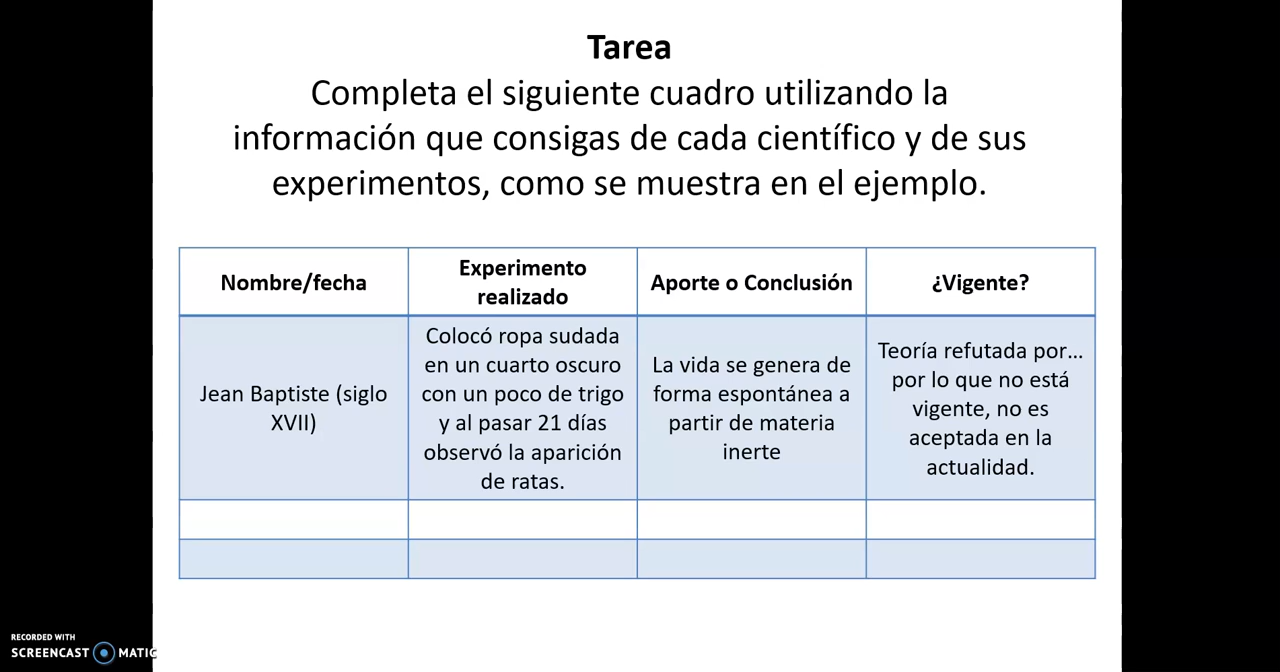 Tarea
Completa el siguiente cuadro utilizando la
información que consigas de cada científico y de sus
experimentos, como se muestra en el ejemplo.
Nombre/fecha
Experimento
realizado
Aporte o Conclusión
¿Vigente?
Jean Baptiste (siglo
XVII)
Colocó ropa sudada
en un cuarto oscuro
con un poco de trigo
y al pasar 21 días
observó la aparición
de ratas.
La vida se genera de
forma espontánea a
partir de materia
inerte
Teoría refutada por...
por lo que no está
vigente, no es
aceptada en la
actualidad.
RECORDED WITH
SCREENCAST MATIC